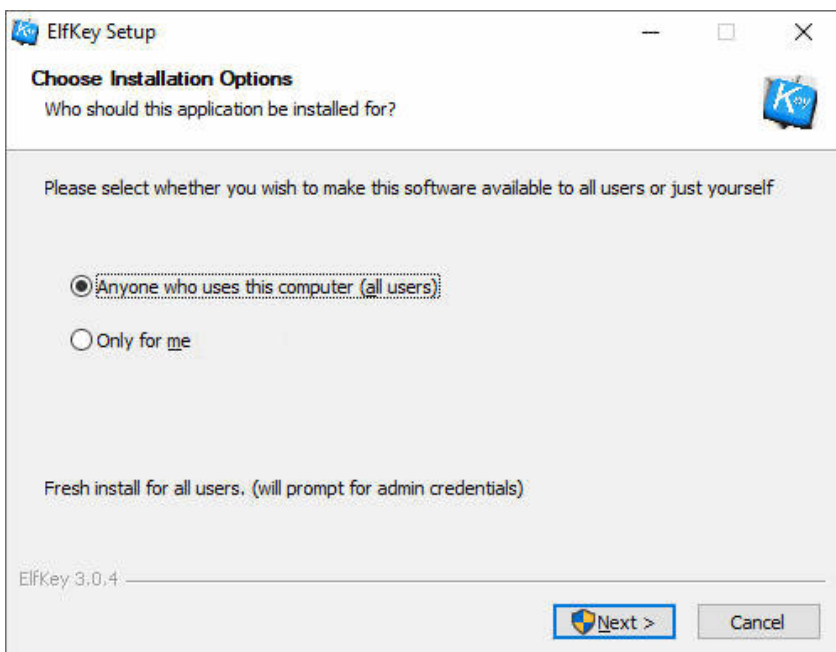 ElfKey Setup
Choose Installation Options
Who should this application be installed for?
Key
Please select whether you wish to make this software available to all users or just yourself
Anyone who uses this computer (all users)
Only for me
Fresh install for all users. (will prompt for admin credentials)
ElfKey 3.0.4
Next >
Cancel